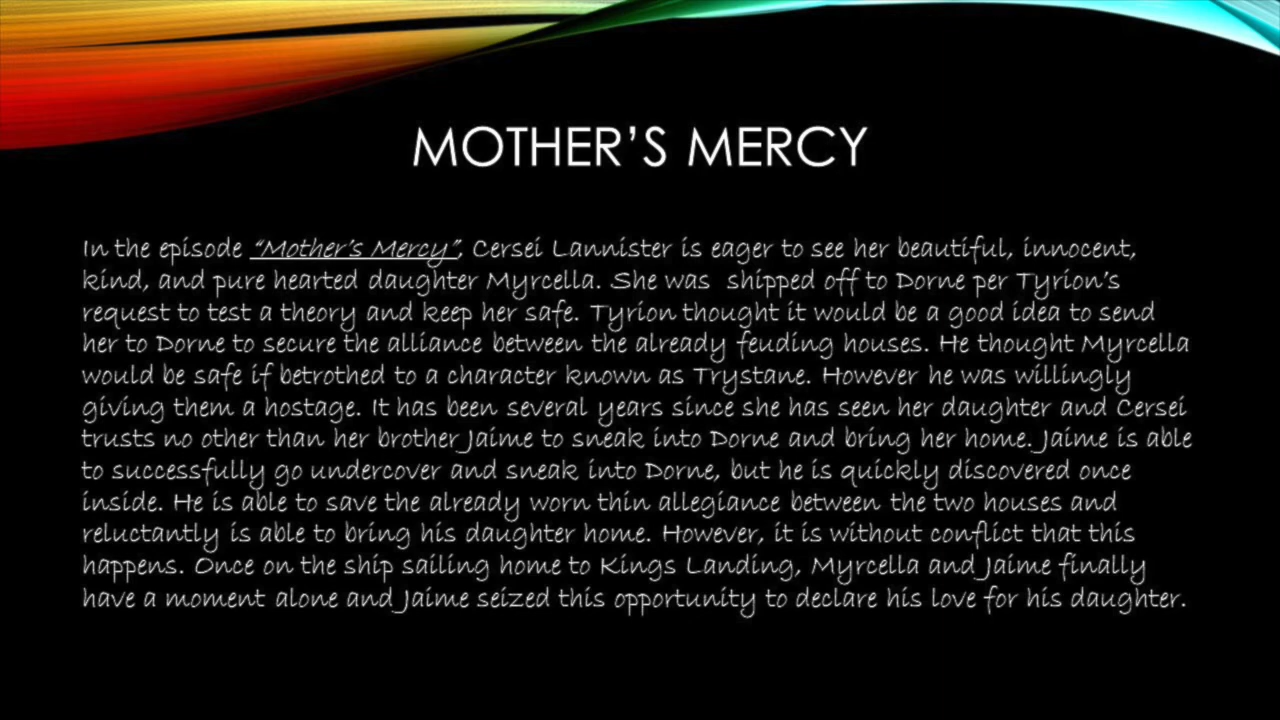 MOTHER'S MERCY
In the episode "Mother's Mercy", Cersei Lannister is eager to see her beautiful, innocent,
kind, and pure hearted daughter Myrcella. She was  shipped off to Dorne per Tyrion's
request to test a theory and keep her safe. Tyrion thought it would be a good idea to send
her to Dorne to secure the alliance between the already feuding houses. He thought Myrcella
would be safe if betrothed to a character known as Trystane. However he was willingly
giving them a hostage. It has been several years since she has seen her daughter and Cersei
trusts no other than her brother Jaime to sneak into Dorne and bring her home. Jaime is able
to successfully go undercover and sneak into Dorne, but he is quickly discovered once
inside. He is able to save the already worn thin allegiance between the two houses and
reluctantly is able to bring his daughter home. However, it is without conflict that this
happens. Once on the ship sailing home to Kings Landing, Myrcella and Jaime finally
have a moment alone and Jaime seized this opportunity to declare his love for his daughter.